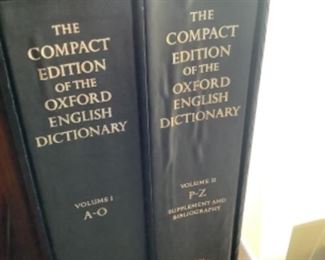 THE
COMPACT
EDITION
OF THE
OXFORD
ENGLISH
DICTIONARY
VOLUME I
A-O
THE
COMPACT
EDITION
OF THE
OXFORD
ENGLISH
DICTIONARY
VOLUME II
P-Z
SUPPLEMENT AND
BIBLIOGRAPHY